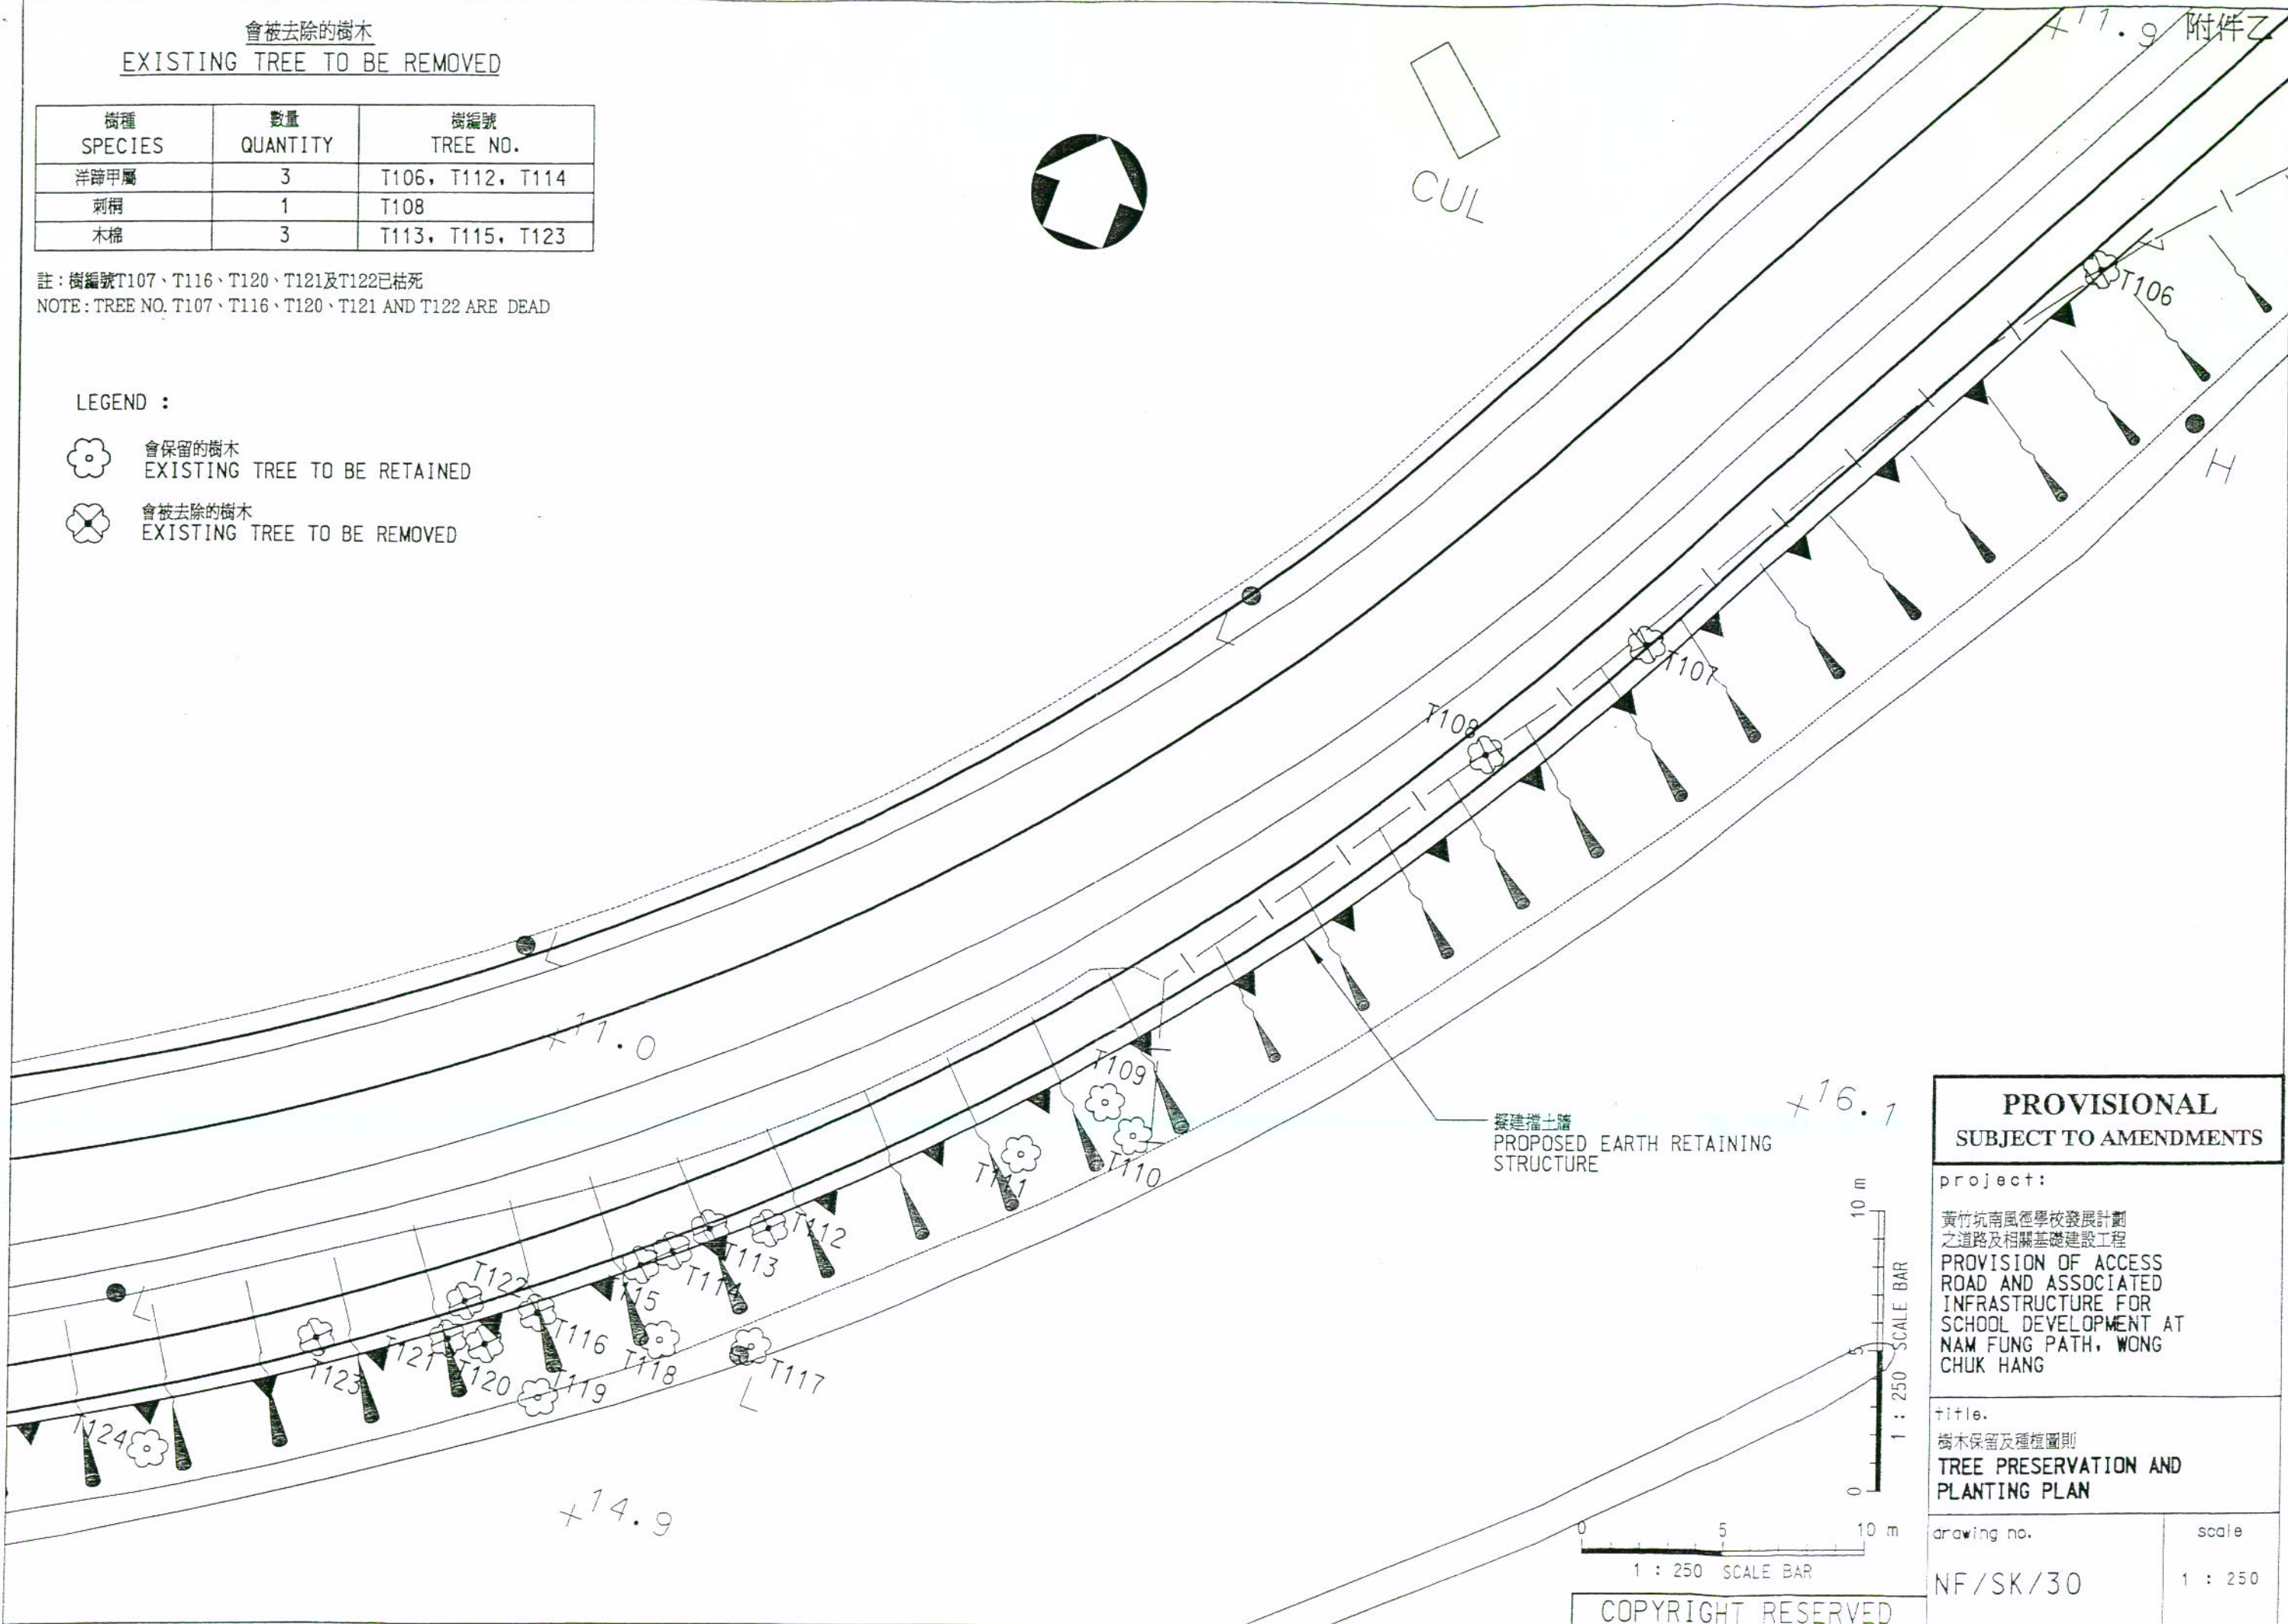 附件乙
會被去除的樹木
EXISTING TREE TO BE REMOVED
樹種 數量 樹編號
SPECIES QUANTITY TREE NO.
洋蹄甲屬 3 T106, T112, T114
刺桐 1 T108
木棉 3 T113, T115, T123
註：樹編號T107、T116、T120、T121及T122已枯死
NOTE: TREE NO. T107、T116、T120、T121 AND T122 ARE DEAD
LEGEND :
會保留的樹木
EXISTING TREE TO BE RETAINED
會被去除的樹木
EXISTING TREE TO BE REMOVED
CUL
+11.9
T106
H
T107
T108
+11.0
T109
T110
T111
T112
T113
T114
T115
T116
T117
T118
T119
T120
T121
T122
T123
T124
L
+14.9
+16.1
擬建擋土牆
PROPOSED EARTH RETAINING
STRUCTURE
0 5 10 m
1 : 250 SCALE BAR
0 5 10 m
1 : 250 SCALE BAR
COPYRIGHT RESERVED
PROVISIONAL
SUBJECT TO AMENDMENTS
project:
黃竹坑南風徑學校發展計劃
之道路及相關基礎建設工程
PROVISION OF ACCESS
ROAD AND ASSOCIATED
INFRASTRUCTURE FOR
SCHOOL DEVELOPMENT AT
NAM FUNG PATH, WONG
CHUK HANG
title.
樹木保留及種植圖則
TREE PRESERVATION AND
PLANTING PLAN
drawing no. scale
NF/SK/30 1 : 250